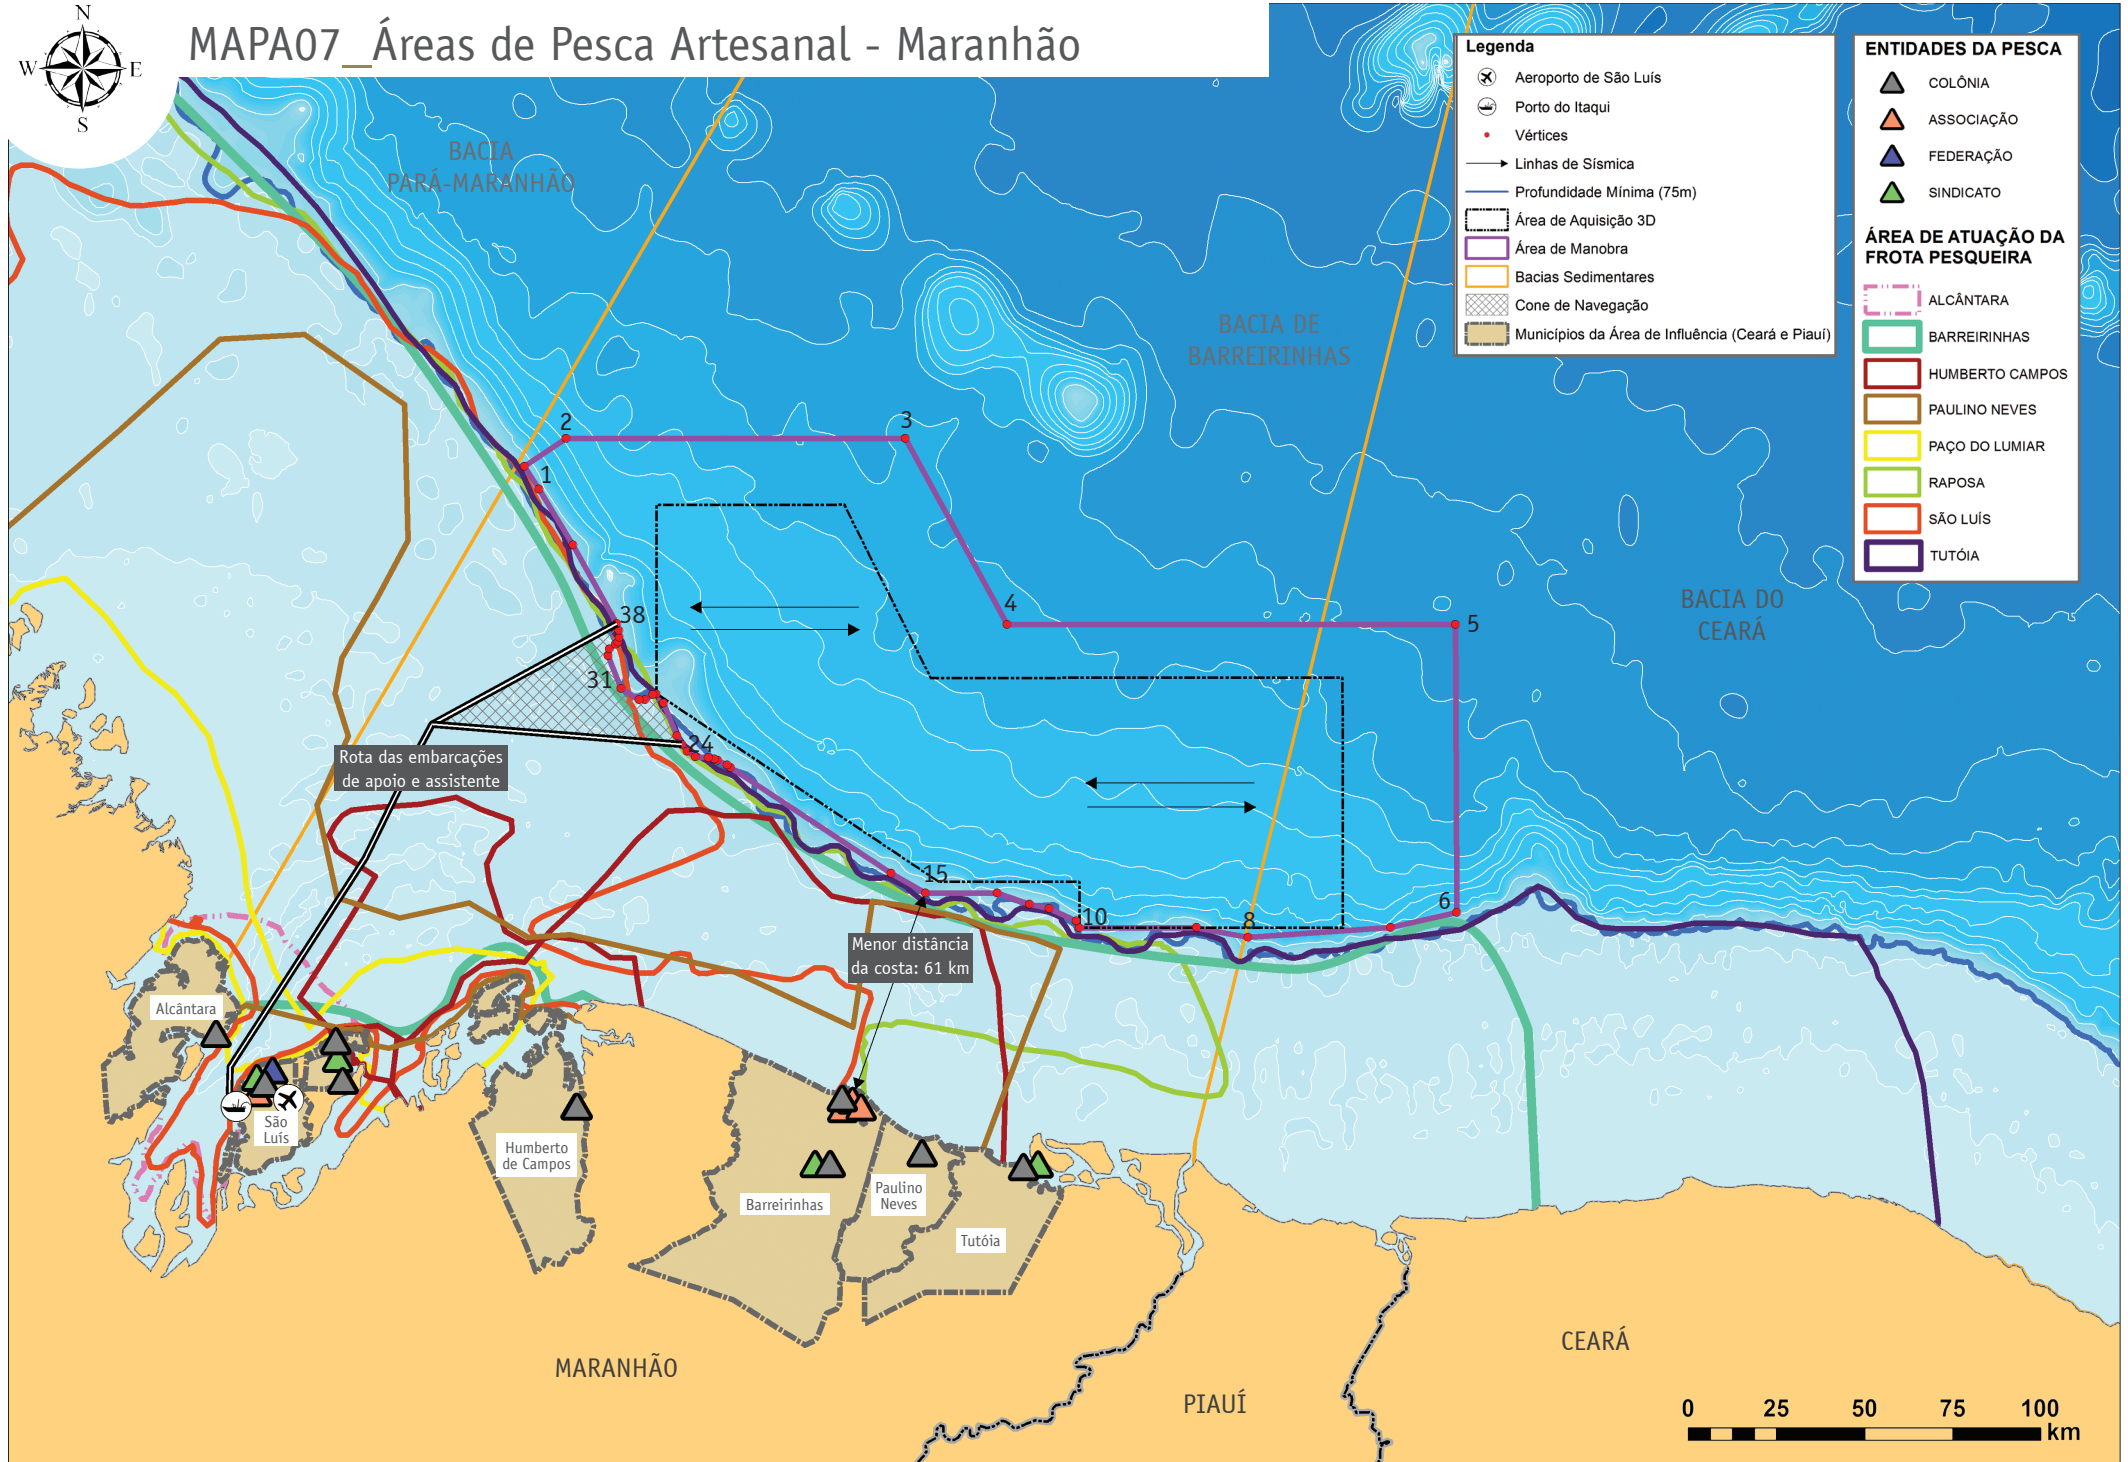 N
W
E
S
MAPA07_Áreas de Pesca Artesanal - Maranhão
BACIA
PARÁ-MARANHÃO
BACIA DE
BARREIRINHAS
BACIA DO
CEARÁ
Legenda
Aeroporto de São Luís
Porto do Itaqui
Vértices
Linhas de Sísmica
Profundidade Mínima (75m)
Área de Aquisição 3D
Área de Manobra
Bacias Sedimentares
Cone de Navegação
Municípios da Área de Influência (Ceará e Piauí)
ENTIDADES DA PESCA
COLÔNIA
ASSOCIAÇÃO
FEDERAÇÃO
SINDICATO
ÁREA DE ATUAÇÃO DA
FROTA PESQUEIRA
ALCÂNTARA
BARREIRINHAS
HUMBERTO CAMPOS
PAULINO NEVES
PAÇO DO LUMIAR
RAPOSA
SÃO LUÍS
TUTÓIA
2
3
1
4
5
38
31
24
15
10
8
6
Rota das embarcações
de apoio e assistente
Menor distância
da costa: 61 km
Alcântara
São
Luís
Humberto
de Campos
Barreirinhas
Paulino
Neves
Tutóia
MARANHÃO
PIAUÍ
CEARÁ
0 25 50 75 100
km